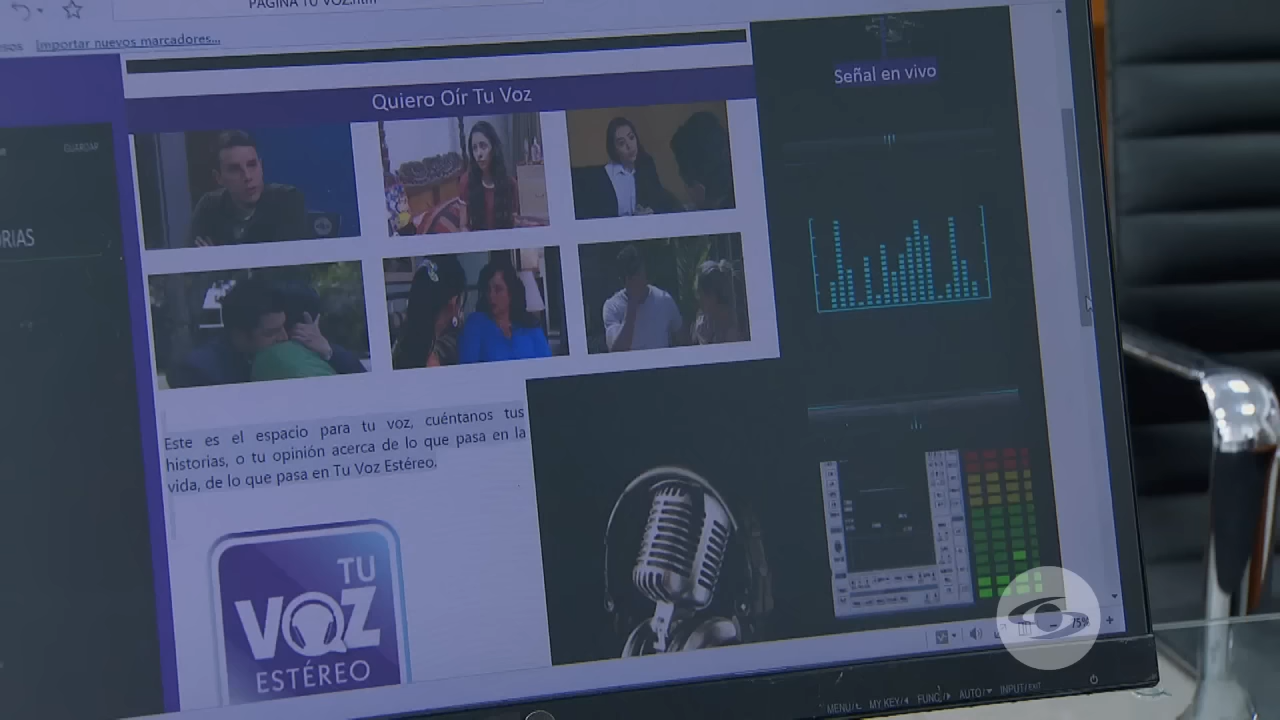 PAGINA TU VOZ.htm
Importar nuevos marcadores...
Señal en vivo
Quiero Oír Tu Voz
GUARDAR
RIAS
Este es el espacio para tu voz, cuéntanos tus
historias, o tu opinión acerca de lo que pasa en la
vida, de lo que pasa en Tu Voz Estéreo.
TU
VOZ
ESTÉREO
75%
MENU/ MY KEY/ FUNC./ AUTO/ INPUT/EXIT